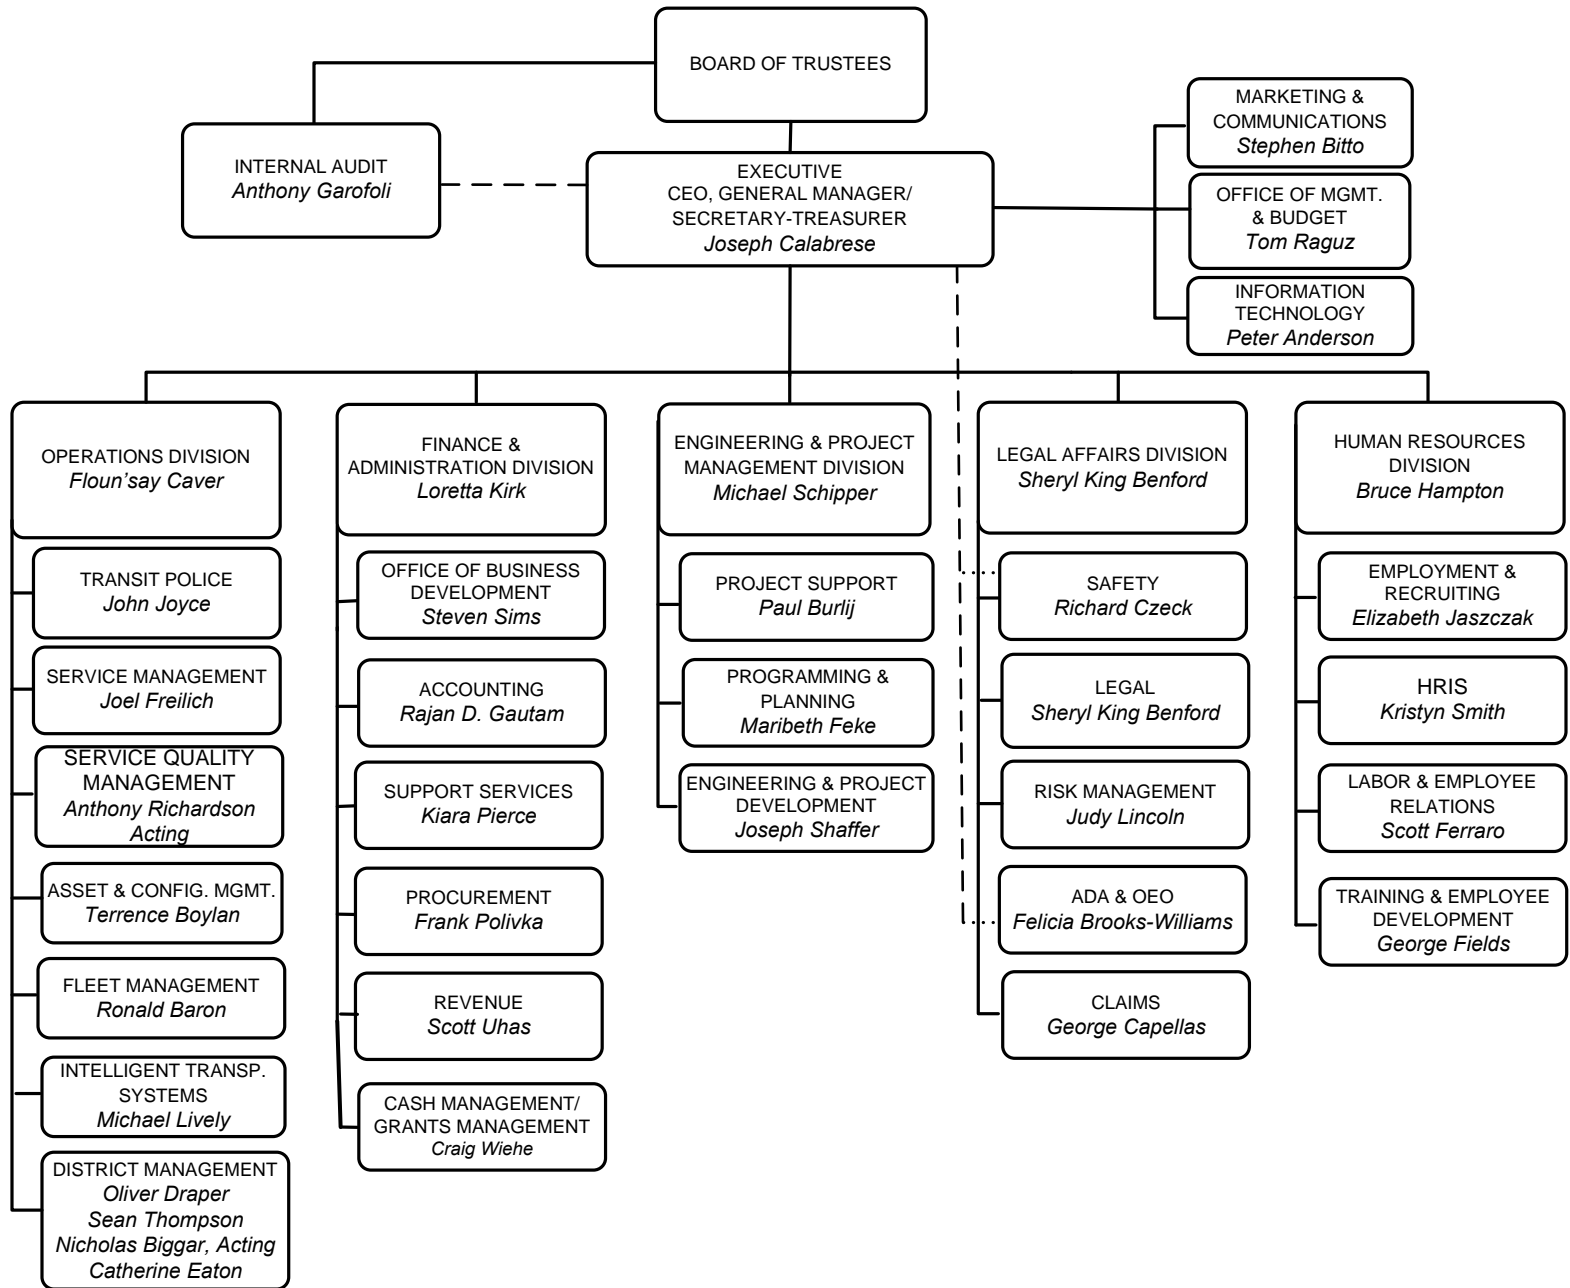 BOARD OF TRUSTEES
INTERNAL AUDIT
Anthony Garofoli
EXECUTIVE
CEO, GENERAL MANAGER/
SECRETARY-TREASURER
Joseph Calabrese
MARKETING &
COMMUNICATIONS
Stephen Bitto
OFFICE OF MGMT.
& BUDGET
Tom Raguz
INFORMATION
TECHNOLOGY
Peter Anderson
OPERATIONS DIVISION
Floun'say Caver
TRANSIT POLICE
John Joyce
SERVICE MANAGEMENT
Joel Freilich
SERVICE QUALITY
MANAGEMENT
Anthony Richardson
Acting
ASSET & CONFIG. MGMT.
Terrence Boylan
FLEET MANAGEMENT
Ronald Baron
INTELLIGENT TRANSP.
SYSTEMS
Michael Lively
DISTRICT MANAGEMENT
Oliver Draper
Sean Thompson
Nicholas Biggar, Acting
Catherine Eaton
FINANCE &
ADMINISTRATION DIVISION
Loretta Kirk
OFFICE OF BUSINESS
DEVELOPMENT
Steven Sims
ACCOUNTING
Rajan D. Gautam
SUPPORT SERVICES
Kiara Pierce
PROCUREMENT
Frank Polivka
REVENUE
Scott Uhas
CASH MANAGEMENT/
GRANTS MANAGEMENT
Craig Wiehe
ENGINEERING & PROJECT
MANAGEMENT DIVISION
Michael Schipper
PROJECT SUPPORT
Paul Burlij
PROGRAMMING &
PLANNING
Maribeth Feke
ENGINEERING & PROJECT
DEVELOPMENT
Joseph Shaffer
LEGAL AFFAIRS DIVISION
Sheryl King Benford
SAFETY
Richard Czeck
LEGAL
Sheryl King Benford
RISK MANAGEMENT
Judy Lincoln
ADA & OEO
Felicia Brooks-Williams
CLAIMS
George Capellas
HUMAN RESOURCES
DIVISION
Bruce Hampton
EMPLOYMENT &
RECRUITING
Elizabeth Jaszczak
HRIS
Kristyn Smith
LABOR & EMPLOYEE
RELATIONS
Scott Ferraro
TRAINING & EMPLOYEE
DEVELOPMENT
George Fields